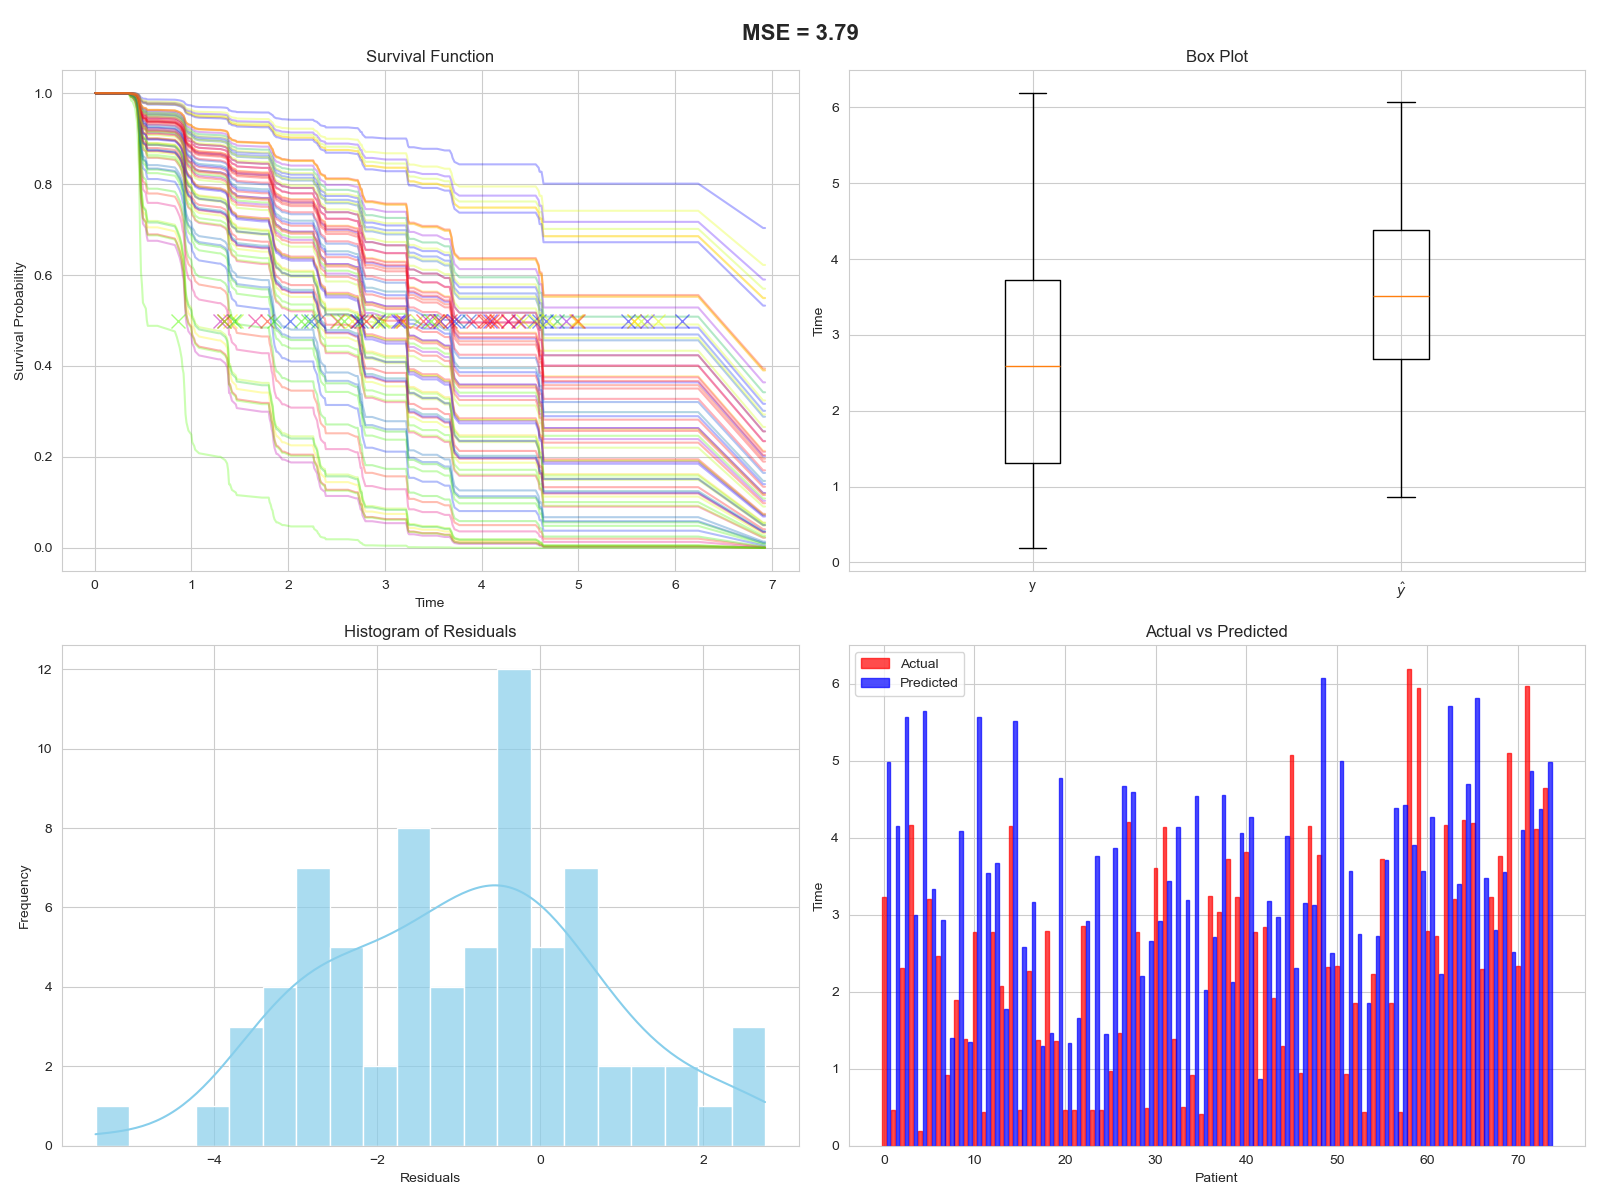 MSE = 3.79
Survival Function
Survival Probability
1.0
0.8
0.6
0.4
0.2
0.0
0 1 2 3 4 5 6 7
Time
Box Plot
Time
6
5
4
3
2
1
0
y ŷ
Histogram of Residuals
Frequency
12
10
8
6
4
2
0
−4 −2 0 2
Residuals
Actual vs Predicted
Actual
Predicted
Time
6
5
4
3
2
1
0
0 10 20 30 40 50 60 70
Patient